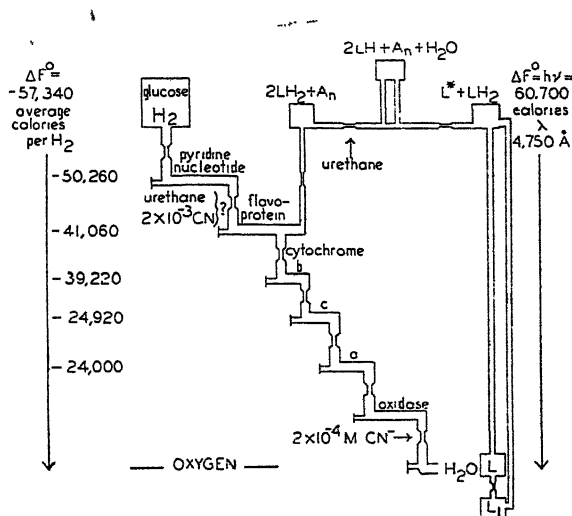 ΔF°=
-57,340
average
calories
per H2
glucose
H2
pyridine
nucleotide
-50,260
urethane
2×10⁻³CN
?
flavo-
protein
-41,060
cytochrome
b
-39,220
c
-24,920
a
-24,000
oxidase
2×10⁻⁴ M CN⁻→
OXYGEN
H2O
2LH2+An
2LH+An+H2O
L*+LH2
urethane
ΔF°=hν=
60.700
calories
λ
4,750 Å
L
L